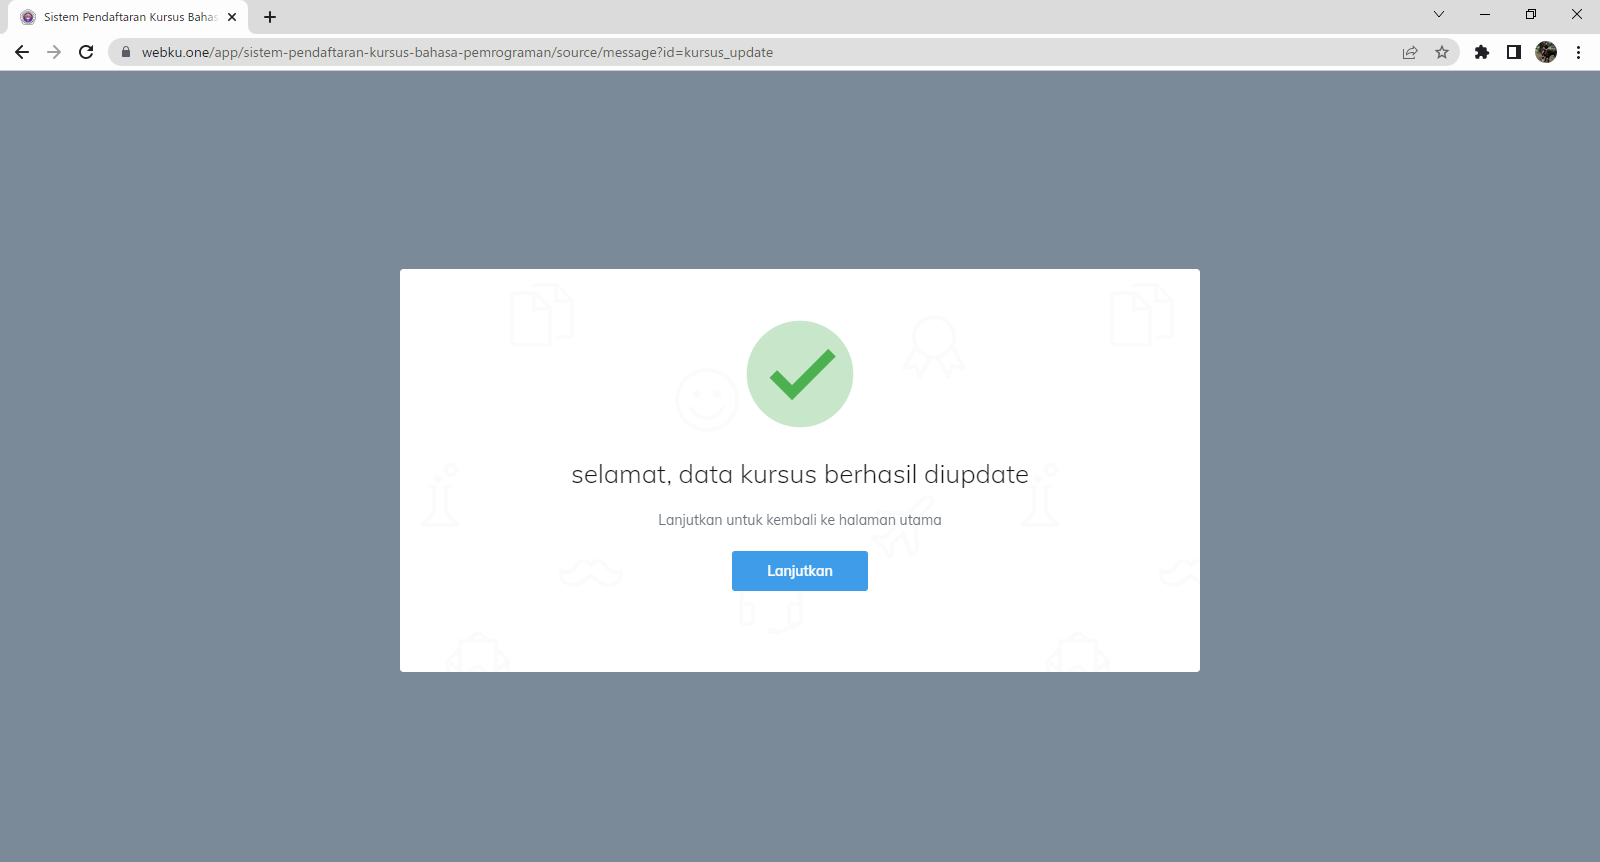 Sistem Pendaftaran Kursus Bahas
webku.one/app/sistem-pendaftaran-kursus-bahasa-pemrograman/source/message?id=kursus_update
selamat, data kursus berhasil diupdate
Lanjutkan untuk kembali ke halaman utama
Lanjutkan